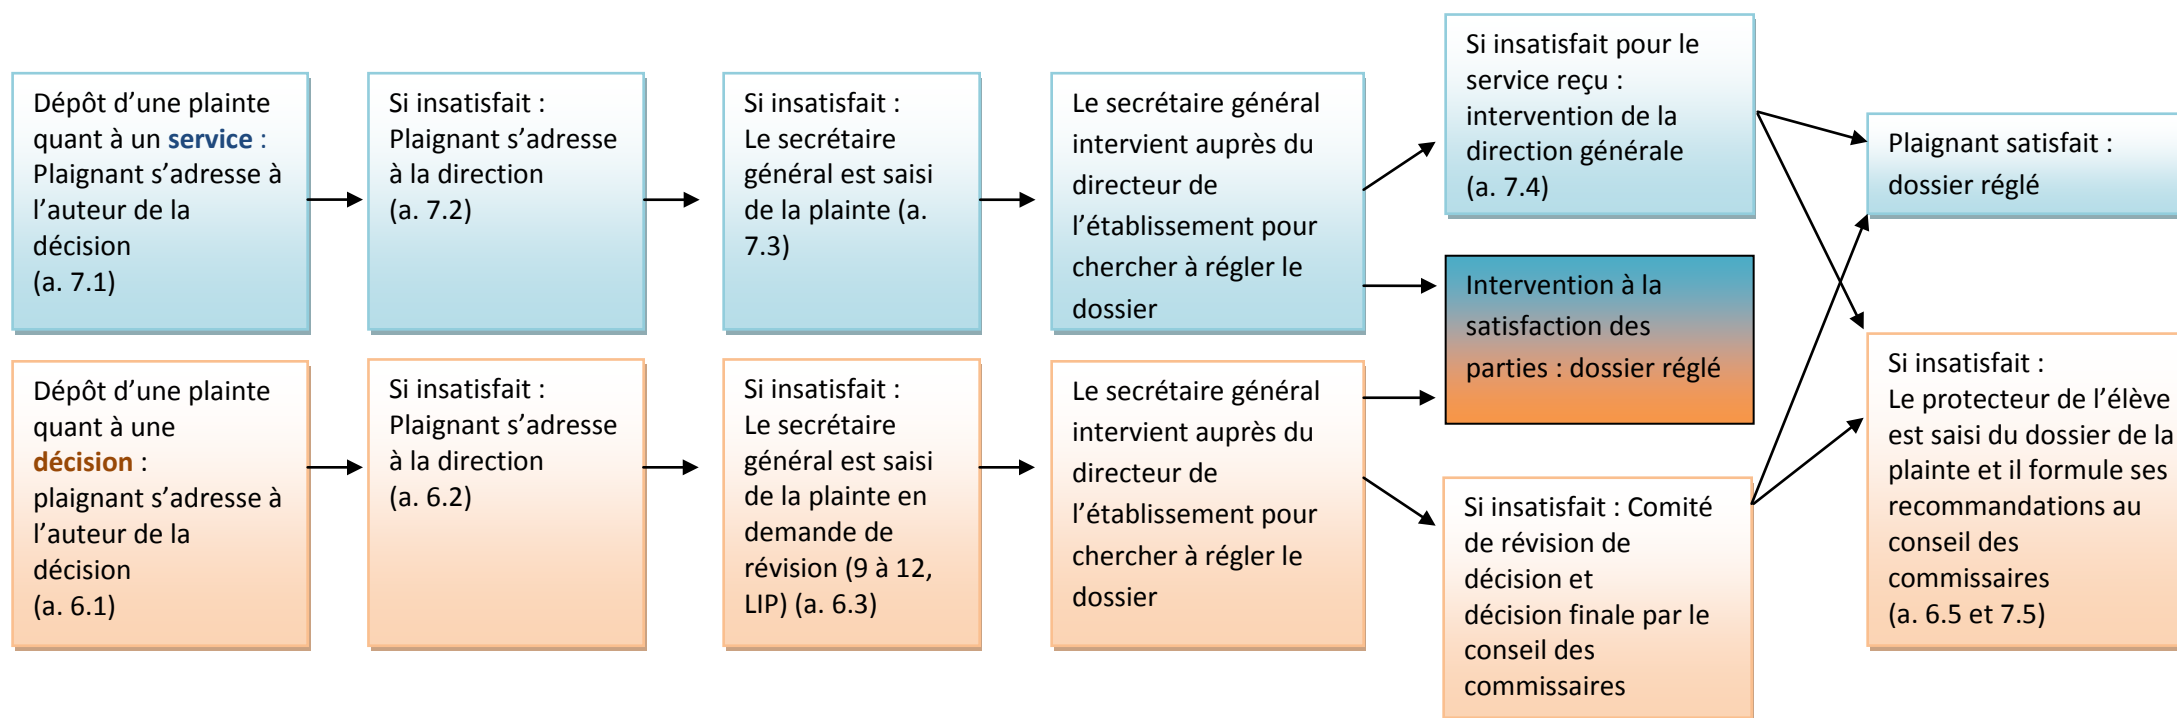 Dépôt d’une plainte
quant à un service :
Plaignant s’adresse à
l’auteur de la
décision
(a. 7.1)
Si insatisfait :
Plaignant s’adresse
à la direction
(a. 7.2)
Si insatisfait :
Le secrétaire
général est saisi
de la plainte (a.
7.3)
Le secrétaire général
intervient auprès du
directeur de
l’établissement pour
chercher à régler le
dossier
Si insatisfait pour le
service reçu :
intervention de la
direction générale
(a. 7.4)
Plaignant satisfait :
dossier réglé
Intervention à la
satisfaction des
parties : dossier réglé
Dépôt d’une plainte
quant à une
décision :
plaignant s’adresse à
l’auteur de la
décision
(a. 6.1)
Si insatisfait :
Plaignant s’adresse
à la direction
(a. 6.2)
Si insatisfait :
Le secrétaire
général est saisi
de la plainte en
demande de
révision (9 à 12,
LIP) (a. 6.3)
Le secrétaire général
intervient auprès du
directeur de
l’établissement pour
chercher à régler le
dossier
Si insatisfait : Comité
de révision de
décision et
décision finale par le
conseil des
commissaires
Si insatisfait :
Le protecteur de l’élève
est saisi du dossier de la
plainte et il formule ses
recommandations au
conseil des
commissaires
(a. 6.5 et 7.5)